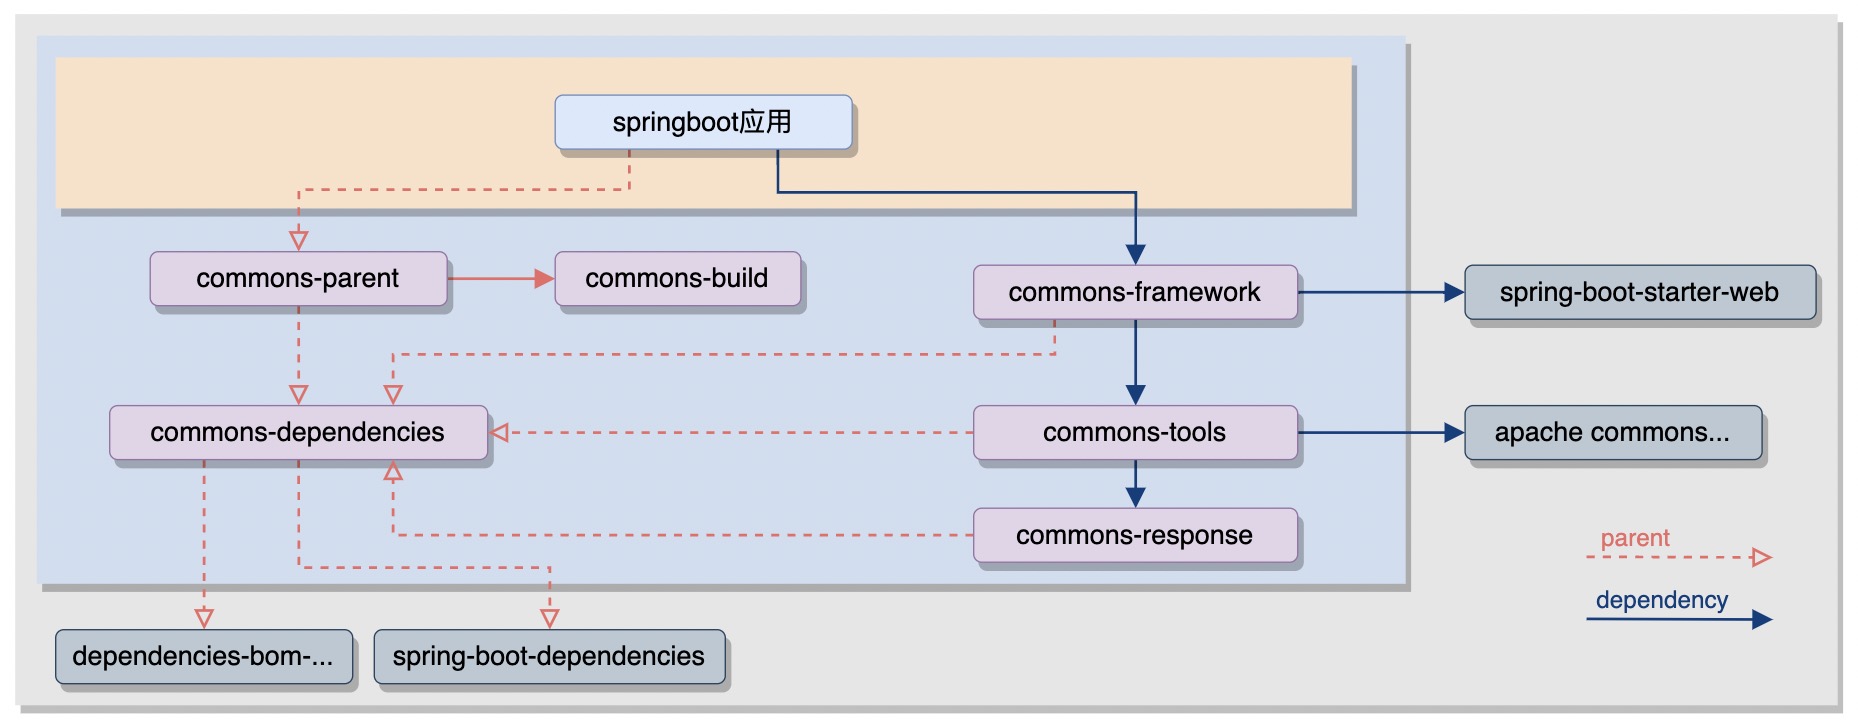 springboot应用
commons-parent
commons-build
commons-framework
spring-boot-starter-web
commons-dependencies
commons-tools
apache commons...
commons-response
parent
dependency
dependencies-bom-...
spring-boot-dependencies